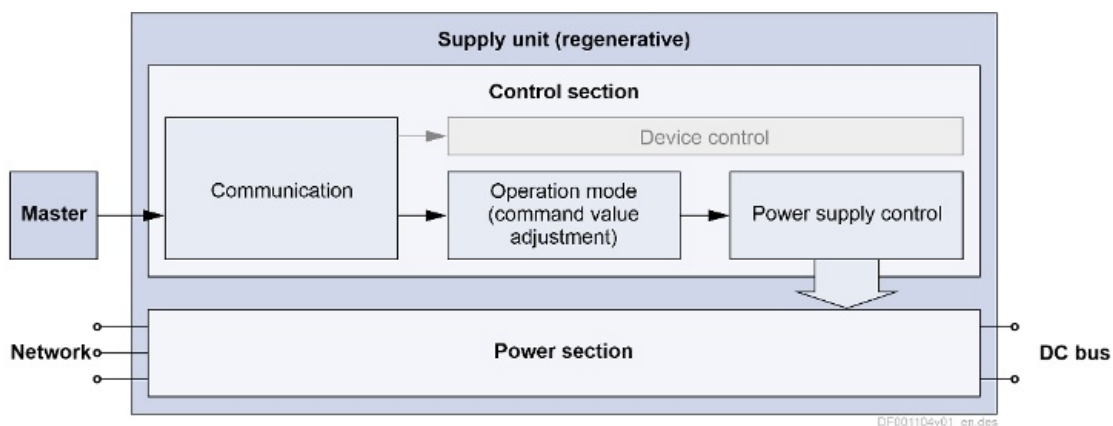 Supply unit (regenerative)
Control section
Device control
Communication
Operation mode
(command value
adjustment)
Power supply control
Master
Network
Power section
DC bus
DF001104v01_en.des